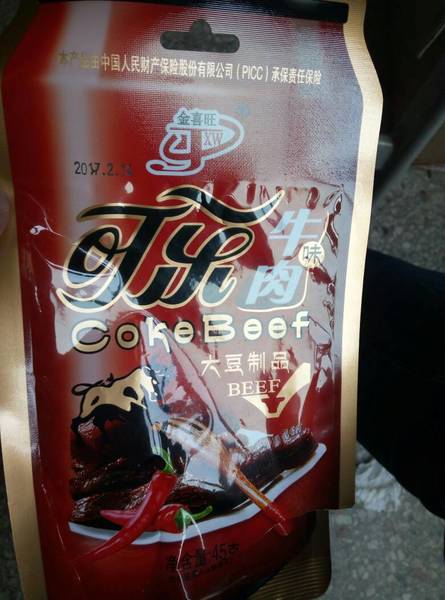 本产品由中国人民财产保险股份有限公司(PICC)承保责任保险
金喜旺
XW
2017.2.
可乐
牛肉
味
CokeBeef
大豆制品
BEEF
净含量:45克